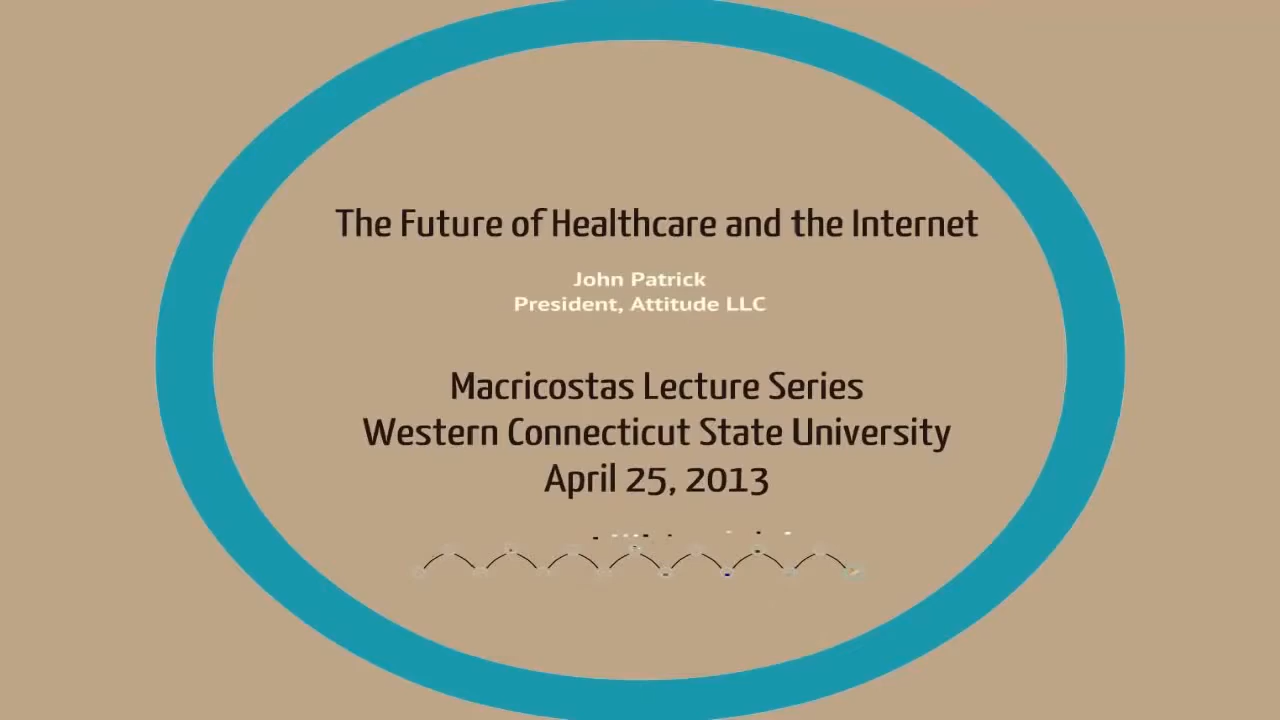 The Future of Healthcare and the Internet
John Patrick
President, Attitude LLC
Macricostas Lecture Series
Western Connecticut State University
April 25, 2013